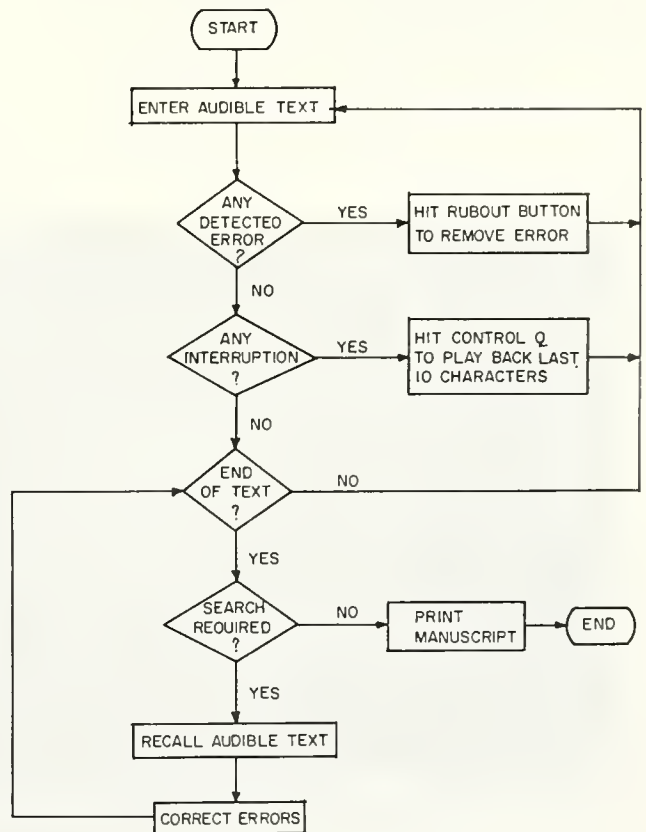 START
ENTER AUDIBLE TEXT
ANY
DETECTED
ERROR
?
YES
HIT RUBOUT BUTTON
TO REMOVE ERROR
NO
ANY
INTERRUPTION
?
YES
HIT CONTROL Q
TO PLAY BACK LAST
10 CHARACTERS
NO
END
OF TEXT
?
NO
YES
SEARCH
REQUIRED
?
NO
PRINT
MANUSCRIPT
END
YES
RECALL AUDIBLE TEXT
CORRECT ERRORS